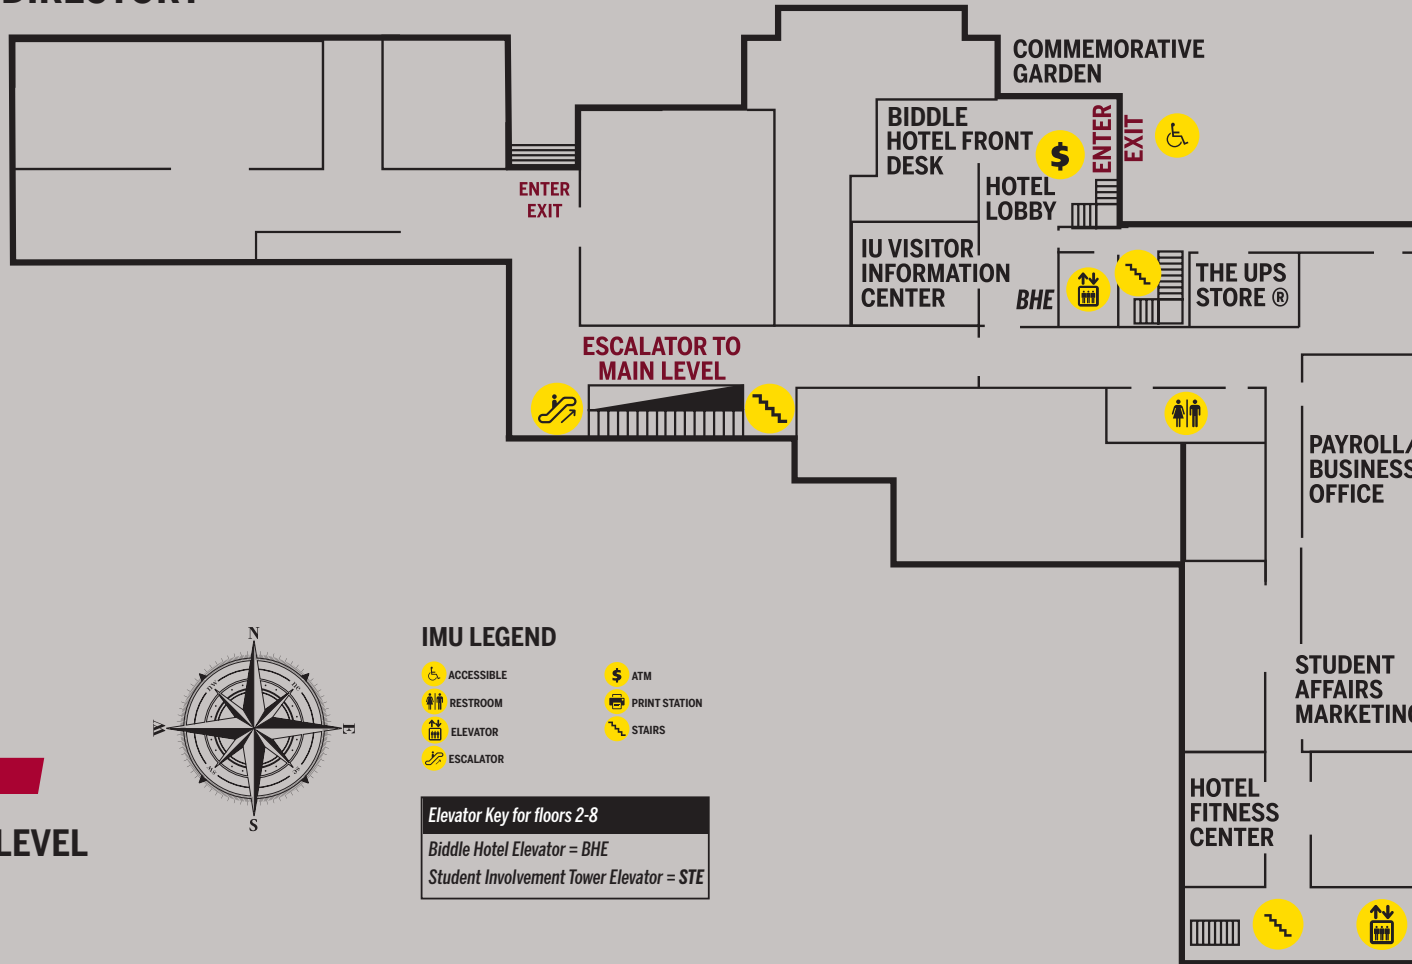 DIRECTORY
COMMEMORATIVE
GARDEN
BIDDLE
HOTEL FRONT
DESK
$
ENTER
EXIT
ENTER
EXIT
HOTEL
LOBBY
IU VISITOR
INFORMATION
CENTER
BHE
THE UPS
STORE ®
ESCALATOR TO
MAIN LEVEL
PAYROLL/
BUSINESS
OFFICE
STUDENT
AFFAIRS
MARKETING
HOTEL
FITNESS
CENTER
N
W
E
S
IMU LEGEND
ACCESSIBLE
RESTROOM
ELEVATOR
ESCALATOR
$ ATM
PRINT STATION
STAIRS
Elevator Key for floors 2-8
Biddle Hotel Elevator = BHE
Student Involvement Tower Elevator = STE
LEVEL